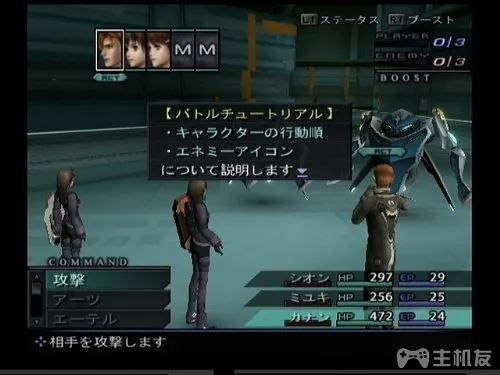 L1 ステータス R1 ブースト
PLAYER 0/3
ENEMY 0/3
BOOST
M M
ACT
【バトルチュートリアル】
・キャラクターの行動順
・エネミーアイコン
について説明します
ACT
COMMAND
攻撃
アーツ
エーテル
シオン HP 297 EP 29
ミユキ HP 256 EP 25
カナン HP 472 EP 24
相手を攻撃します
主机友